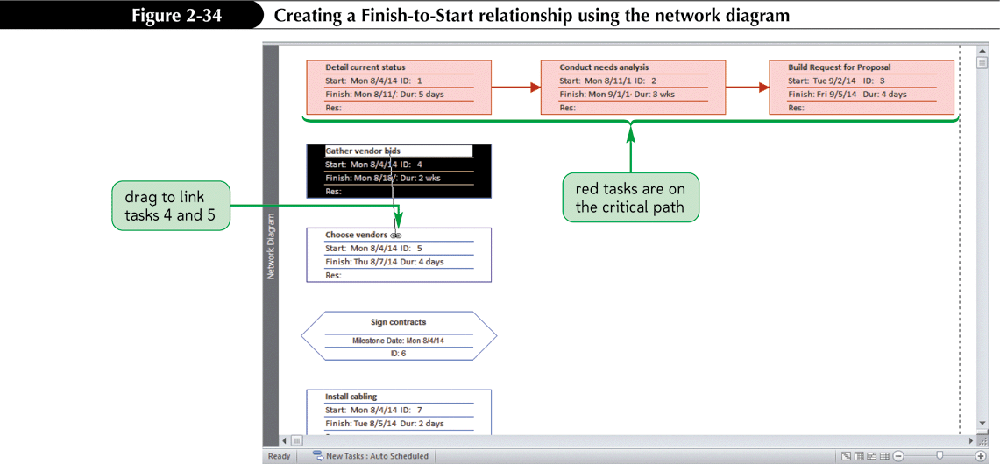 Figure 2-34 Creating a Finish-to-Start relationship using the network diagram
Detail current status
Start: Mon 8/4/14 ID: 1
Finish: Mon 8/11/ Dur: 5 days
Res:
Conduct needs analysis
Start: Mon 8/11/1 ID: 2
Finish: Mon 9/1/1 Dur: 3 wks
Res:
Build Request for Proposal
Start: Tue 9/2/14 ID: 3
Finish: Fri 9/5/14 Dur: 4 days
Res:
Gather vendor bids
Start: Mon 8/4/14 ID: 4
Finish: Mon 8/18/ Dur: 2 wks
Res:
red tasks are on
the critical path
drag to link
tasks 4 and 5
Network Diagram
Choose vendors
Start: Mon 8/4/14 ID: 5
Finish: Thu 8/7/14 Dur: 4 days
Res:
Sign contracts
Milestone Date: Mon 8/4/14
ID: 6
Install cabling
Start: Mon 8/4/14 ID: 7
Finish: Tue 8/5/14 Dur: 2 days
Ready New Tasks : Auto Scheduled